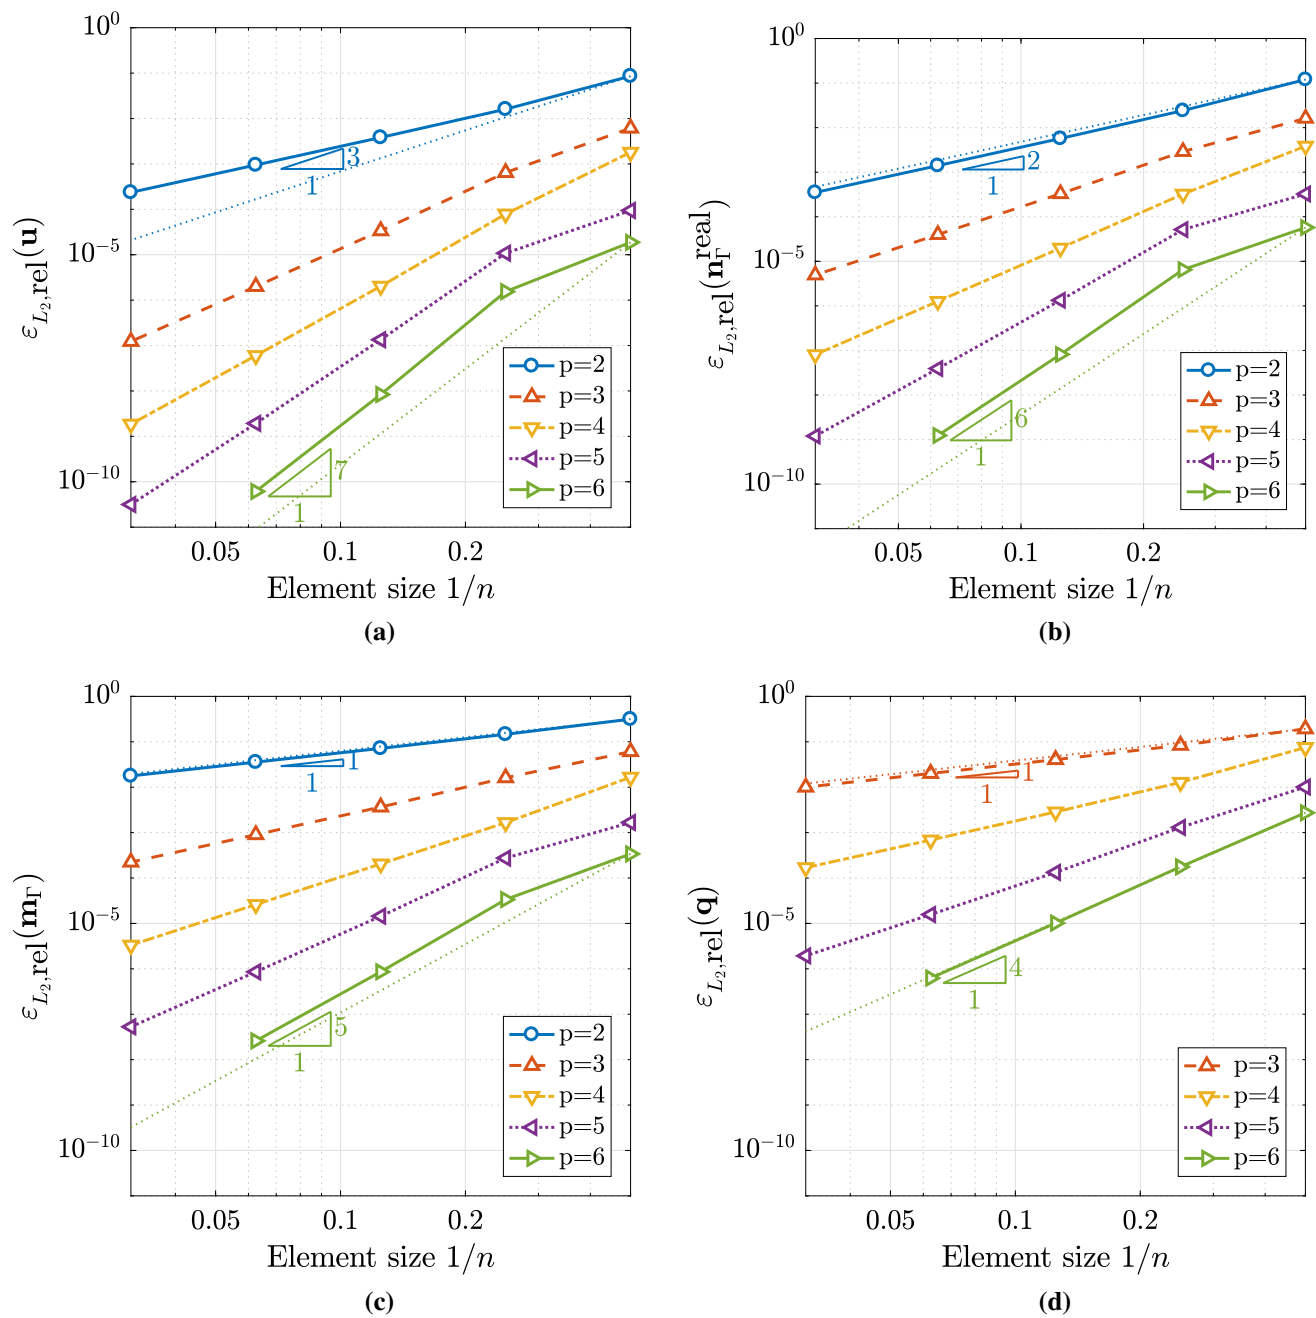 10^0
10^-5
10^-10
ε_{L_2,rel}(u)
3
1
7
1
p=2
p=3
p=4
p=5
p=6
0.05 0.1 0.2
Element size 1/n
(a)
10^0
10^-5
10^-10
ε_{L_2,rel}(n_Γ^{real})
2
1
6
1
p=2
p=3
p=4
p=5
p=6
0.05 0.1 0.2
Element size 1/n
(b)
10^0
10^-5
10^-10
ε_{L_2,rel}(m_Γ)
1
1
5
1
p=2
p=3
p=4
p=5
p=6
0.05 0.1 0.2
Element size 1/n
(c)
10^0
10^-5
10^-10
ε_{L_2,rel}(q)
1
1
4
1
p=3
p=4
p=5
p=6
0.05 0.1 0.2
Element size 1/n
(d)